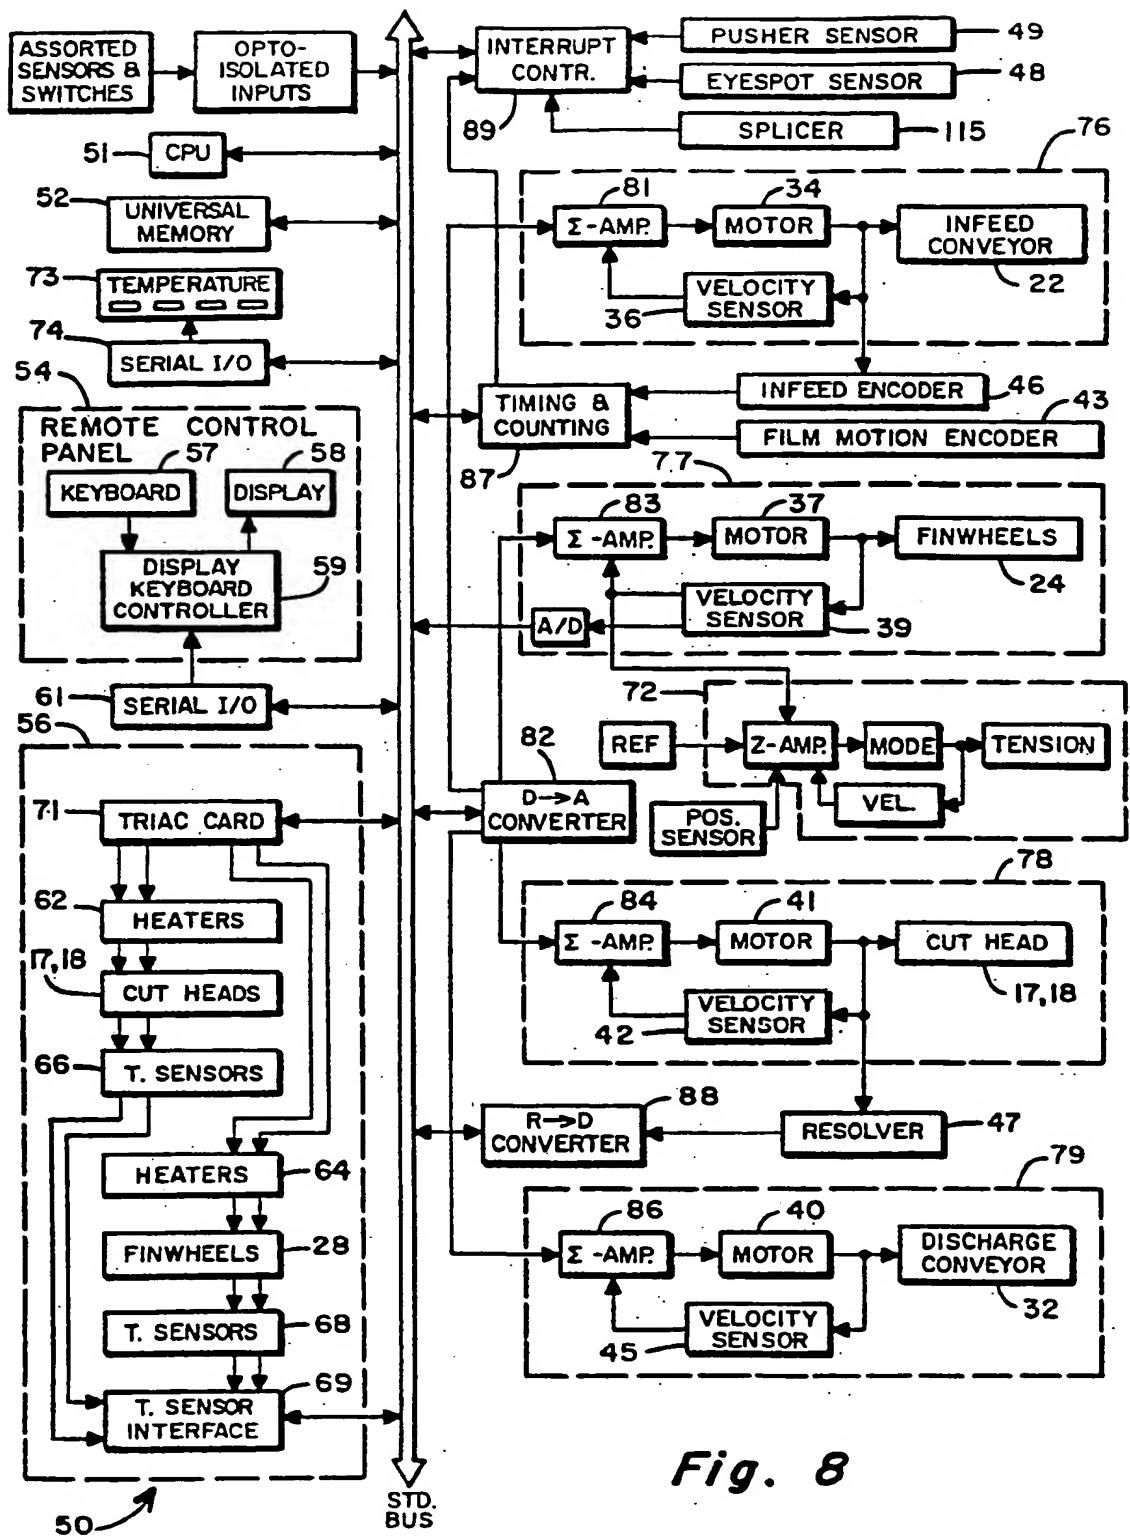 ASSORTED
SENSORS &
SWITCHES
OPTO-
ISOLATED
INPUTS
51
CPU
52
UNIVERSAL
MEMORY
73
TEMPERATURE
74
SERIAL I/O
54
REMOTE CONTROL
PANEL
57
58
KEYBOARD
DISPLAY
DISPLAY
KEYBOARD
CONTROLLER
59
61
SERIAL I/O
56
71
TRIAC CARD
62
HEATERS
17,18
CUT HEADS
66
T. SENSORS
HEATERS
64
FINWHEELS
28
T. SENSORS
68
69
T. SENSOR
INTERFACE
50
STD.
BUS
INTERRUPT
CONTR.
89
PUSHER SENSOR
49
EYESPOT SENSOR
48
SPLICER
115
76
81
Σ-AMP.
34
MOTOR
INFEED
CONVEYOR
22
VELOCITY
SENSOR
36
TIMING &
COUNTING
87
INFEED ENCODER
46
43
FILM MOTION ENCODER
77
83
Σ-AMP.
37
MOTOR
FINWHEELS
24
VELOCITY
SENSOR
39
A/D
72
REF
Z-AMP.
MODE
TENSION
VEL.
POS.
SENSOR
82
D→A
CONVERTER
78
84
Σ-AMP.
41
MOTOR
CUT HEAD
17,18
VELOCITY
SENSOR
42
88
R→D
CONVERTER
RESOLVER
47
79
86
Σ-AMP.
40
MOTOR
DISCHARGE
CONVEYOR
32
VELOCITY
SENSOR
45
Fig. 8